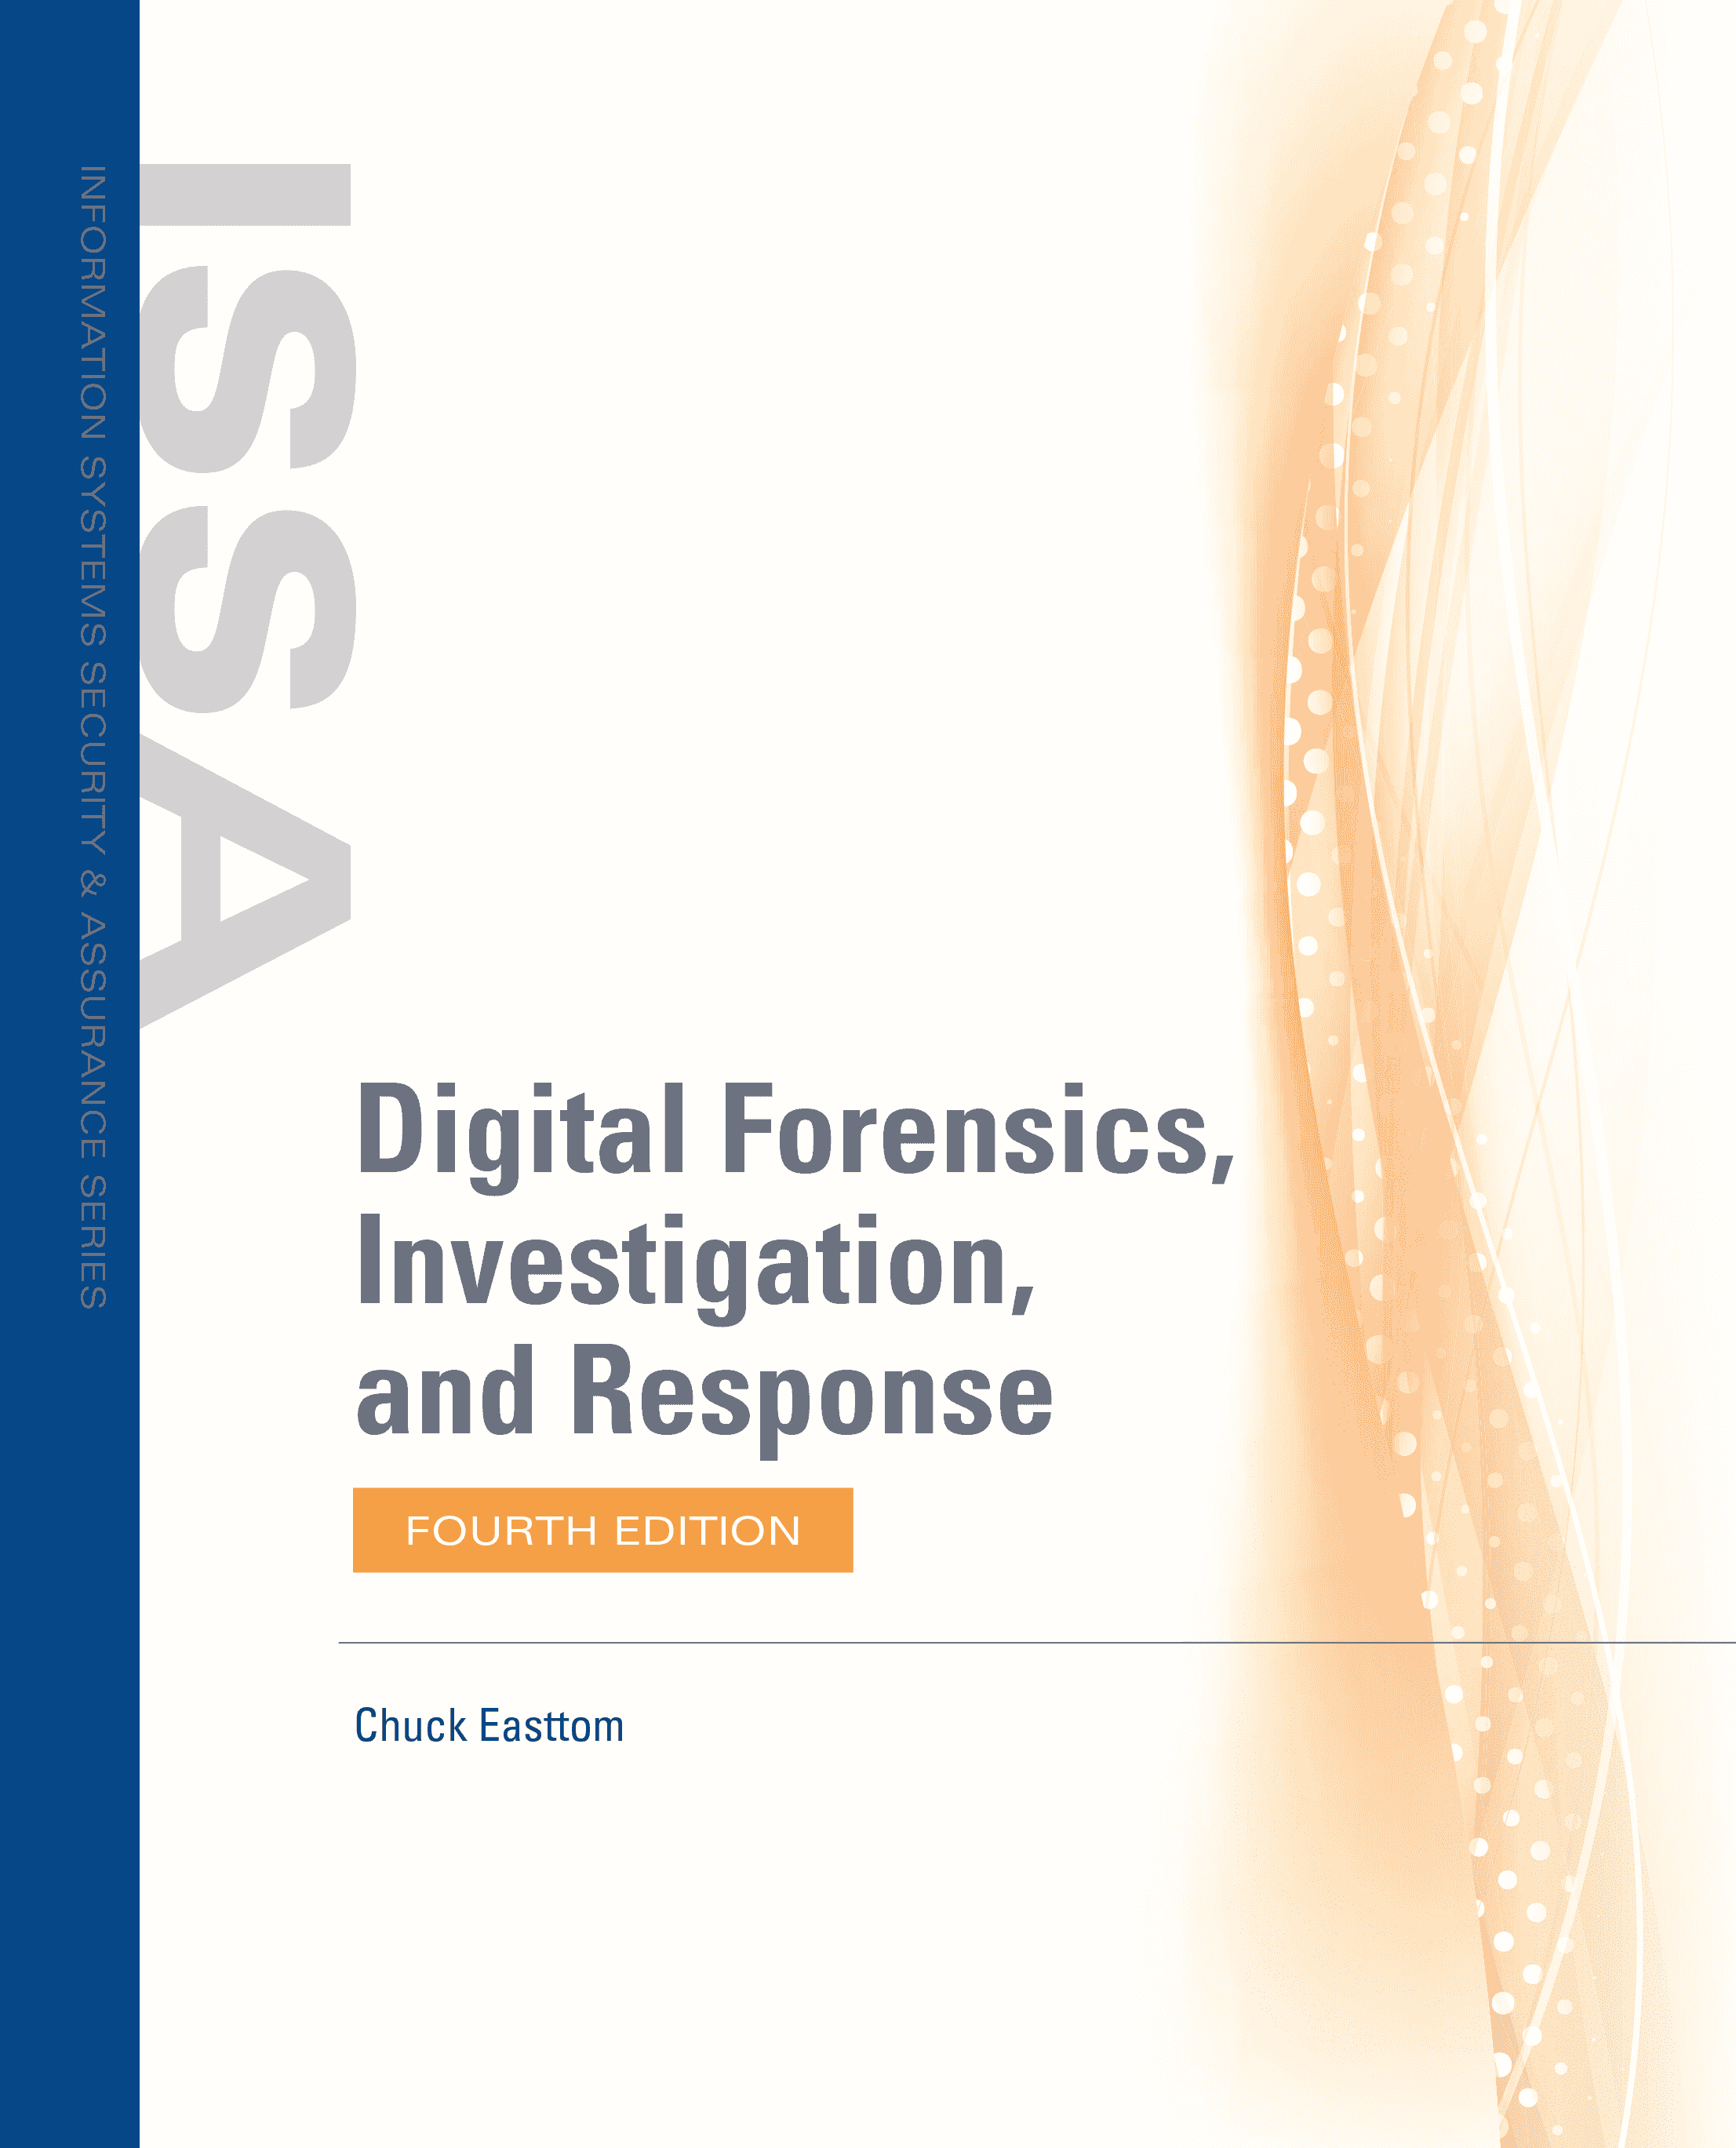 INFORMATION SYSTEMS SECURITY & ASSURANCE SERIES
ISSA
Digital Forensics,
Investigation,
and Response
FOURTH EDITION
Chuck Easttom